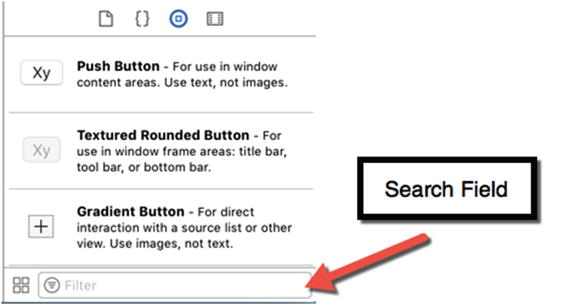 Xy
Push Button - For use in window
content areas. Use text, not images.
Xy
Textured Rounded Button - For
use in window frame areas: title bar,
tool bar, or bottom bar.
Search Field
Gradient Button - For direct
interaction with a source list or other
view. Use images, not text.
Filter